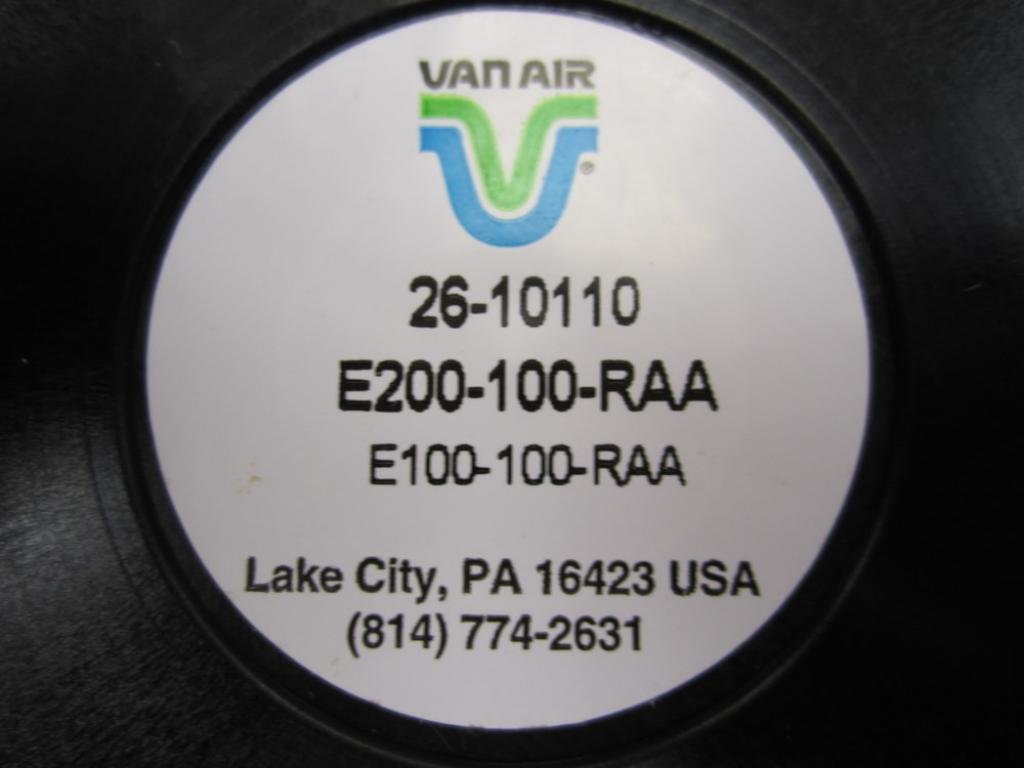 VAN AIR
®
26-10110
E200-100-RAA
E100-100-RAA
Lake City, PA 16423 USA
(814) 774-2631